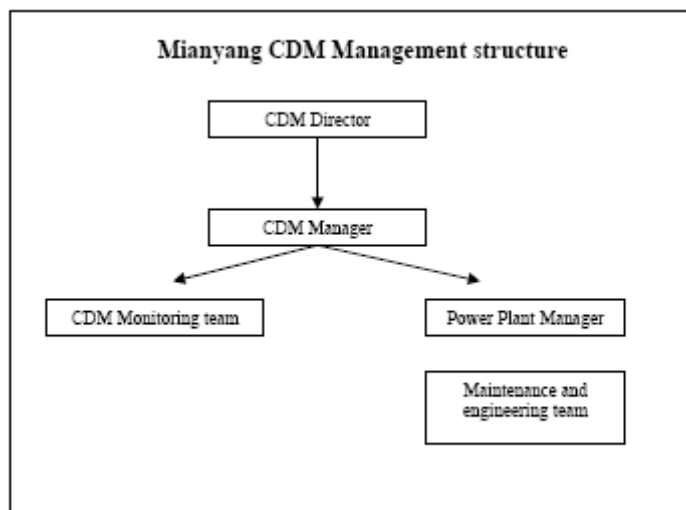 Mianyang CDM Management structure
CDM Director
CDM Manager
CDM Monitoring team
Power Plant Manager
Maintenance and
engineering team